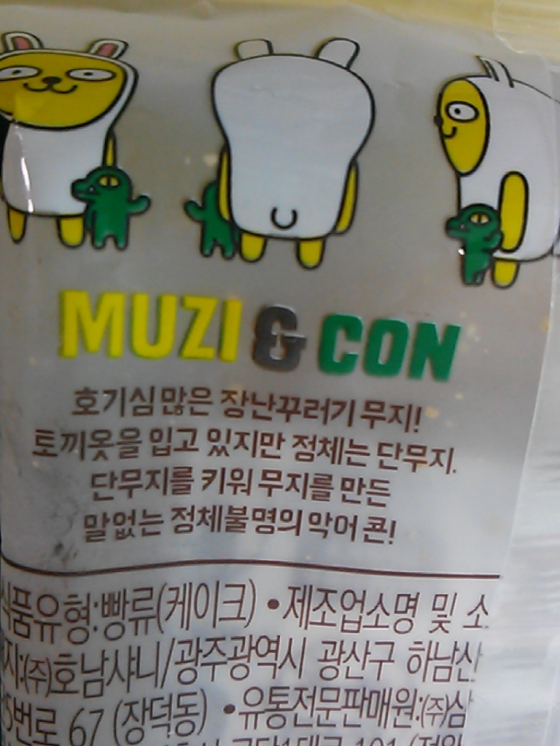 MUZI & CON
호기심 많은 장난꾸러기 무지!
토끼옷을 입고 있지만 정체는 단무지.
단무지를 키워 무지를 만든
말없는 정체불명의 악어 콘!
식품유형:빵류(케이크) •제조업소명 및 소
지:(주)호남샤니/광주광역시 광산구 하남산
5번로 67 (장덕동) •유통전문판매원:(주)삼